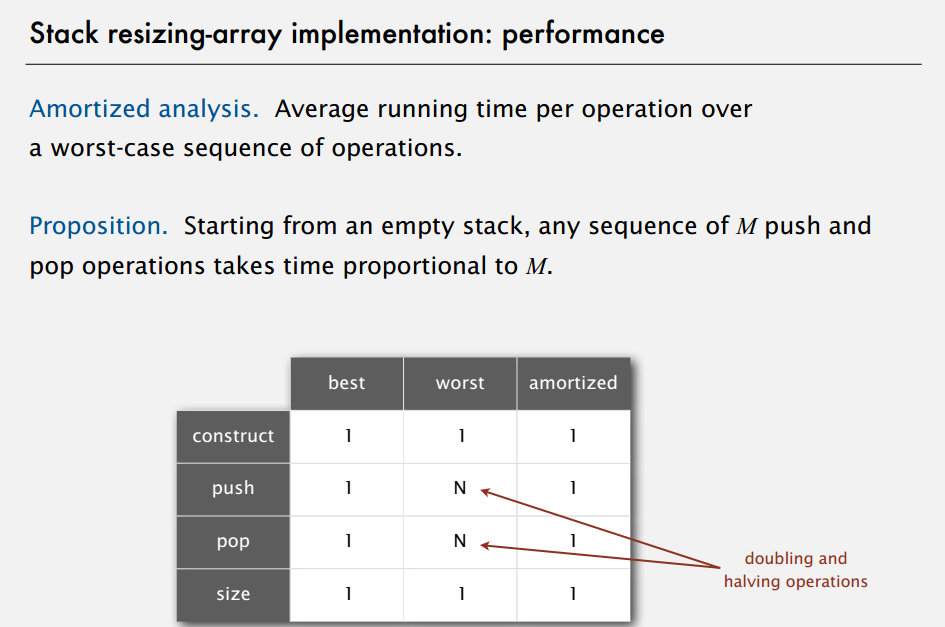 Stack resizing-array implementation: performance
Amortized analysis. Average running time per operation over
a worst-case sequence of operations.
Proposition. Starting from an empty stack, any sequence of M push and
pop operations takes time proportional to M.
best worst amortized
construct 1 1 1
push 1 N 1
pop 1 N 1
size 1 1 1
doubling and
halving operations